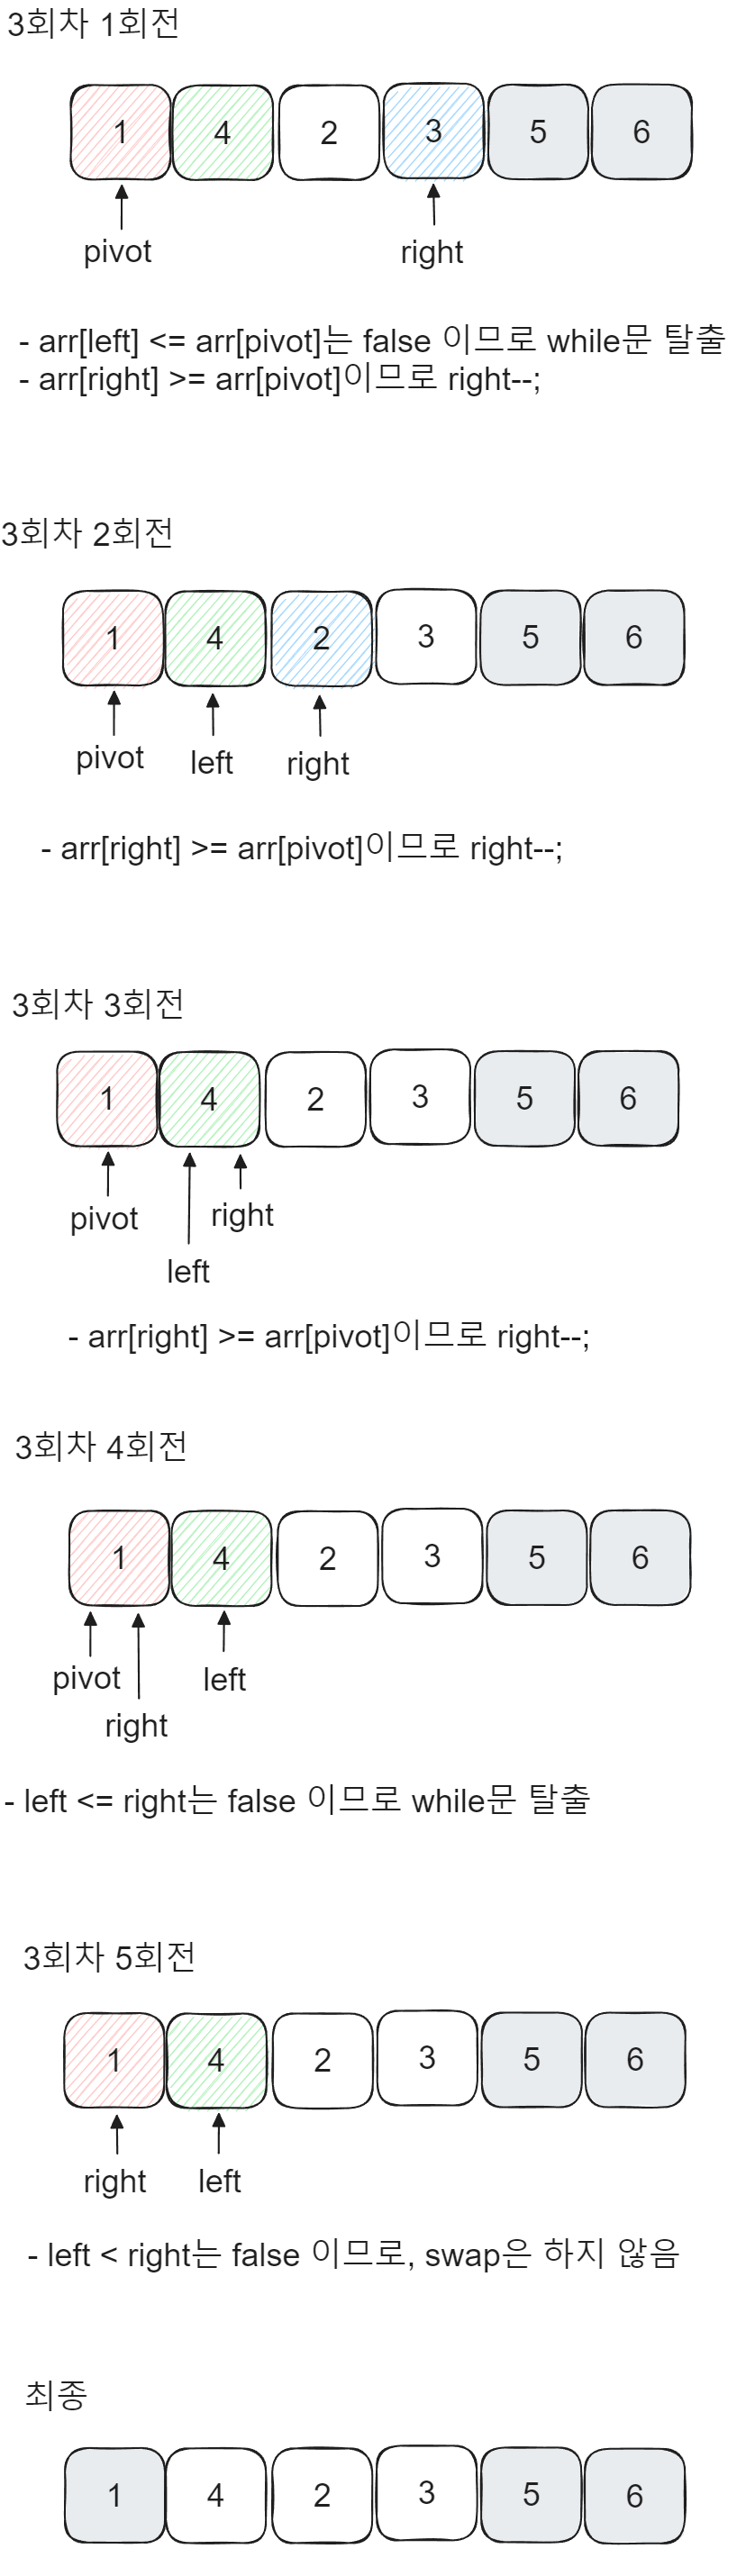 3회차 1회전
1 4 2 3 5 6
pivot right
- arr[left] <= arr[pivot]는 false 이므로 while문 탈출
- arr[right] >= arr[pivot]이므로 right--;
3회차 2회전
1 4 2 3 5 6
pivot left right
- arr[right] >= arr[pivot]이므로 right--;
3회차 3회전
1 4 2 3 5 6
pivot right
left
- arr[right] >= arr[pivot]이므로 right--;
3회차 4회전
1 4 2 3 5 6
pivot left
right
- left <= right는 false 이므로 while문 탈출
3회차 5회전
1 4 2 3 5 6
right left
- left < right는 false 이므로, swap은 하지 않음
최종
1 4 2 3 5 6